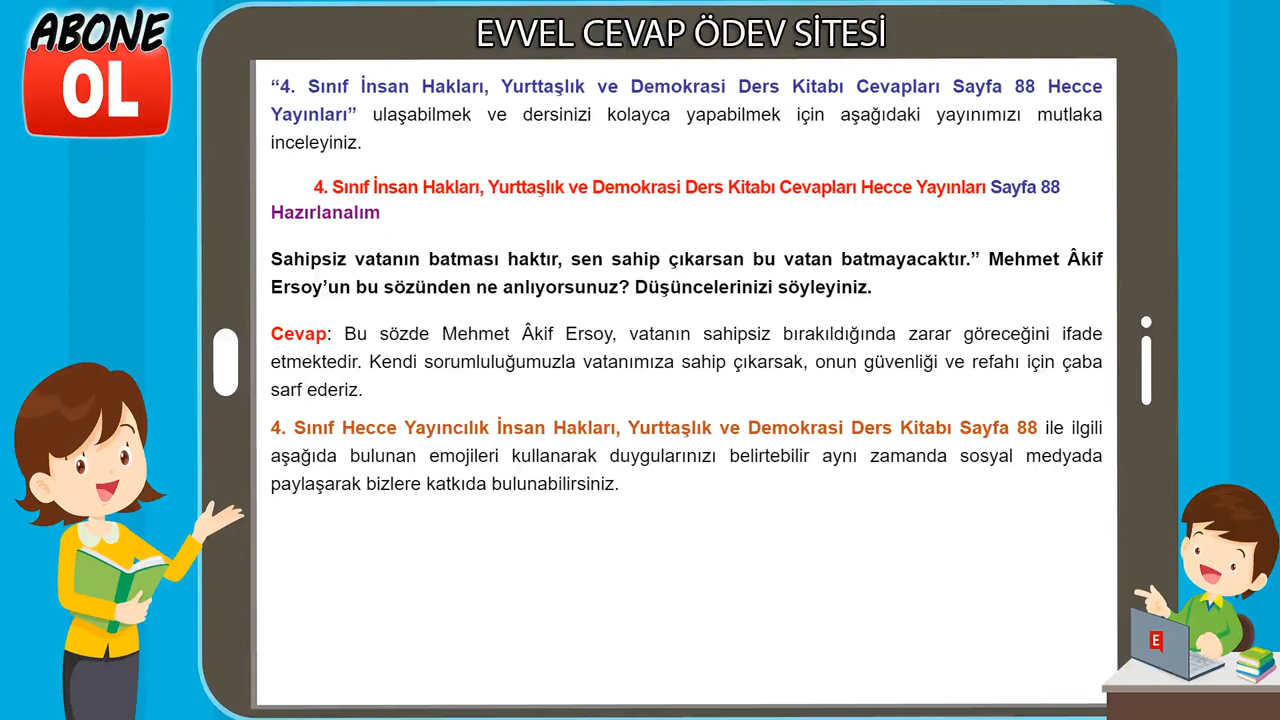 ABONE
OL
EVVEL CEVAP ÖDEV SİTESİ
“4. Sınıf İnsan Hakları, Yurttaşlık ve Demokrasi Ders Kitabı Cevapları Sayfa 88 Hecce
Yayınları” ulaşabilmek ve dersinizi kolayca yapabilmek için aşağıdaki yayınımızı mutlaka
inceleyiniz.
4. Sınıf İnsan Hakları, Yurttaşlık ve Demokrasi Ders Kitabı Cevapları Hecce Yayınları Sayfa 88
Hazırlanalım
Sahipsiz vatanın batması haktır, sen sahip çıkarsan bu vatan batmayacaktır.” Mehmet Âkif
Ersoy’un bu sözünden ne anlıyorsunuz? Düşüncelerinizi söyleyiniz.
Cevap: Bu sözde Mehmet Âkif Ersoy, vatanın sahipsiz bırakıldığında zarar göreceğini ifade
etmektedir. Kendi sorumluluğumuzla vatanımıza sahip çıkarsak, onun güvenliği ve refahı için çaba
sarf ederiz.
4. Sınıf Hecce Yayıncılık İnsan Hakları, Yurttaşlık ve Demokrasi Ders Kitabı Sayfa 88 ile ilgili
aşağıda bulunan emojileri kullanarak duygularınızı belirtebilir aynı zamanda sosyal medyada
paylaşarak bizlere katkıda bulunabilirsiniz.
E